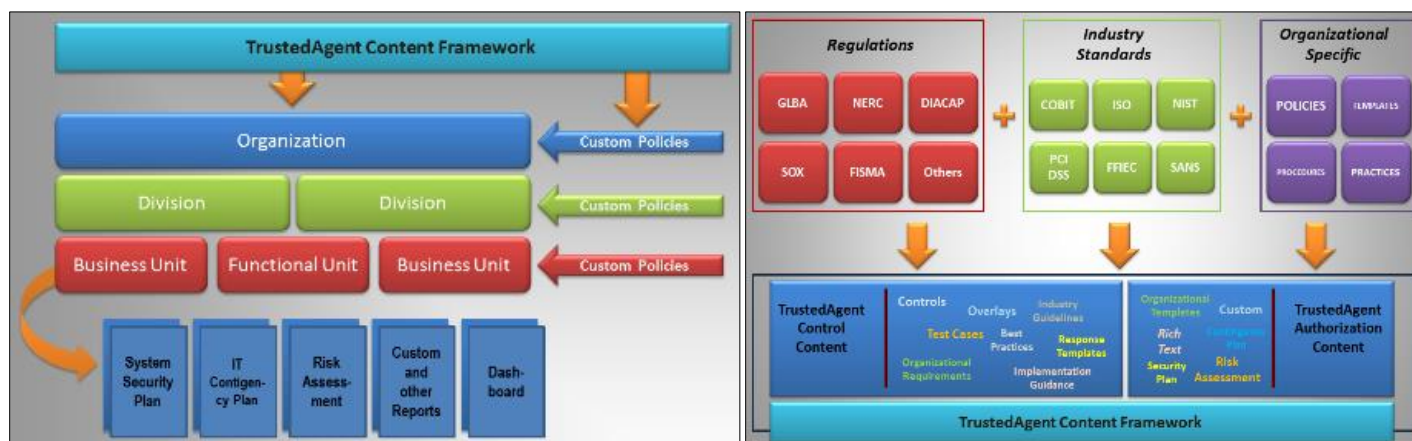 TrustedAgent Content Framework
Organization
Custom Policies
Division
Division
Custom Policies
Business Unit
Functional Unit
Business Unit
Custom Policies
System
Security
Plan
IT
Contigen-
cy Plan
Risk
Assess-
ment
Custom
and
other
Reports
Dash-
board
Regulations
GLBA
NERC
DIACAP
SOX
FISMA
Others
Industry
Standards
COBIT
ISO
NIST
PCI
DSS
FFIEC
SANS
Organizational
Specific
POLICIES
TEMPLATES
PROCEDURES
PRACTICES
TrustedAgent
Control
Content
Controls
Overlays
Industry
Guidelines
Test Cases
Best
Practices
Response
Templates
Organizational
Requirements
Implementation
Guidance
Organizational
Templates
Custom
Rich
Text
Contingency
Plan
Security
Plan
Risk
Assessment
TrustedAgent
Authorization
Content
TrustedAgent Content Framework